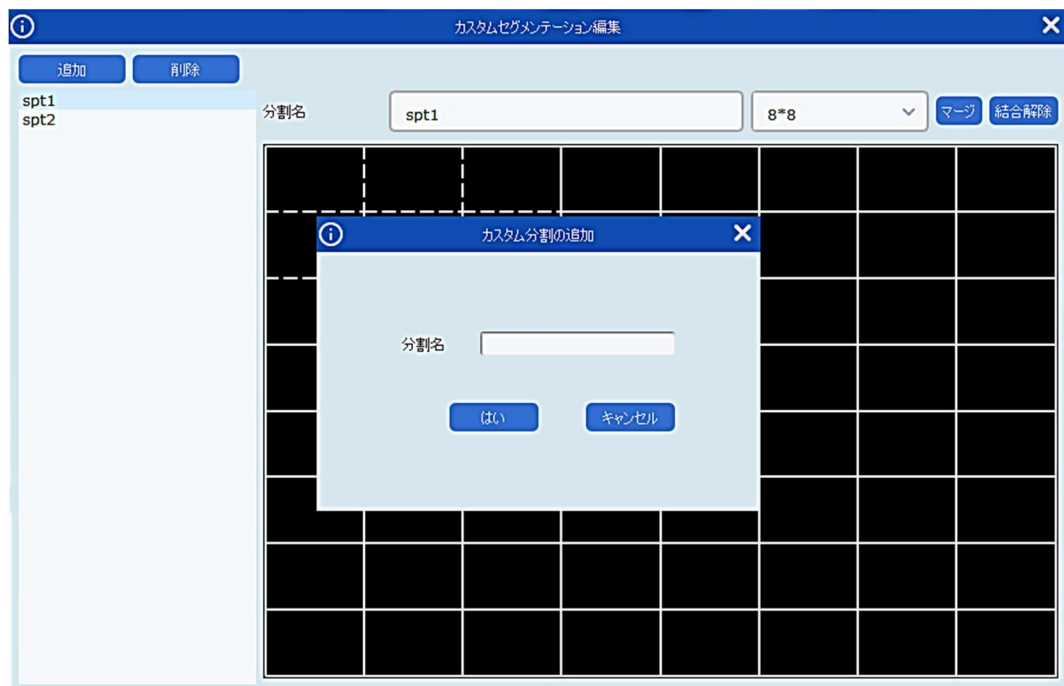 カスタムセグメンテーション編集
追加 削除
spt1
spt2
分割名 spt1 8*8 マージ 結合解除
カスタム分割の追加
分割名
はい キャンセル